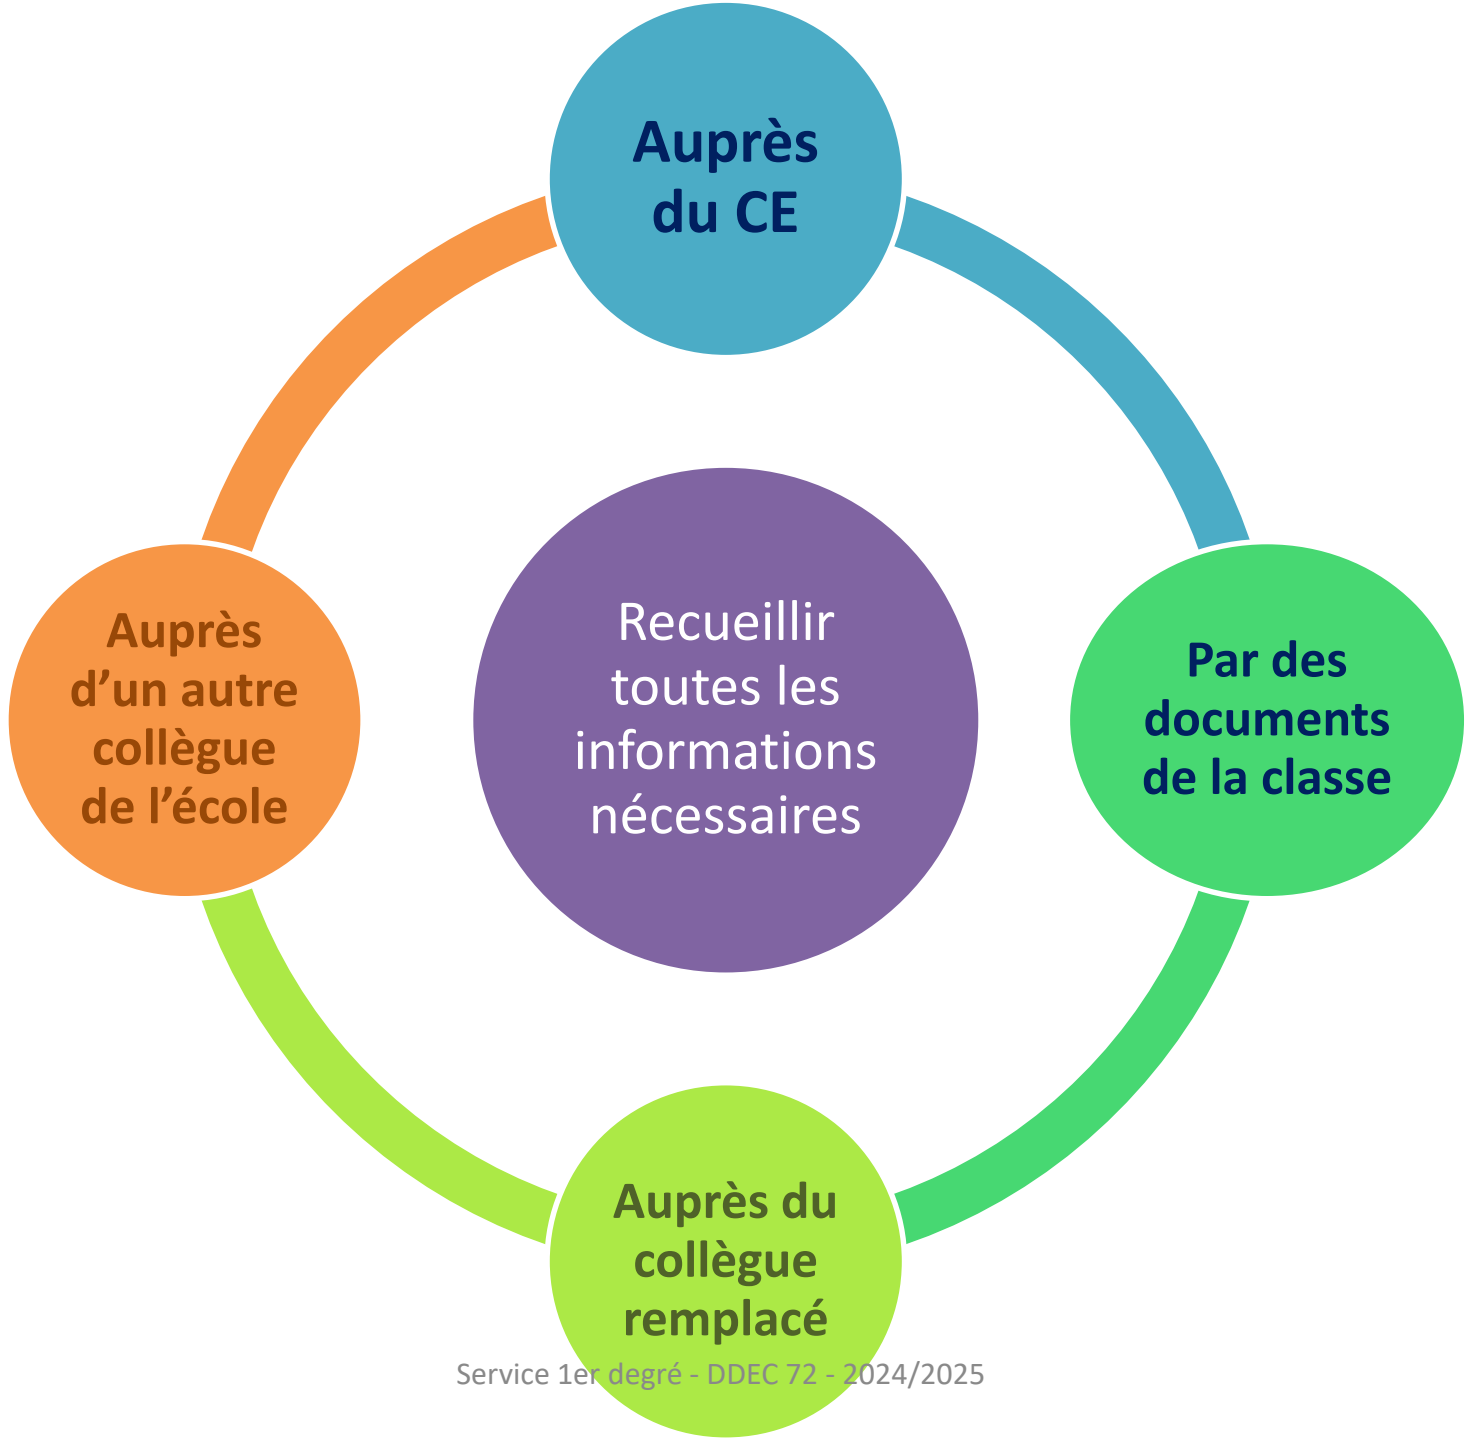 Auprès
du CE
Auprès
d’un autre
collègue
de l’école
Recueillir
toutes les
informations
nécessaires
Par des
documents
de la classe
Auprès du
collègue
remplacé
Service 1er degré - DDEC 72 - 2024/2025